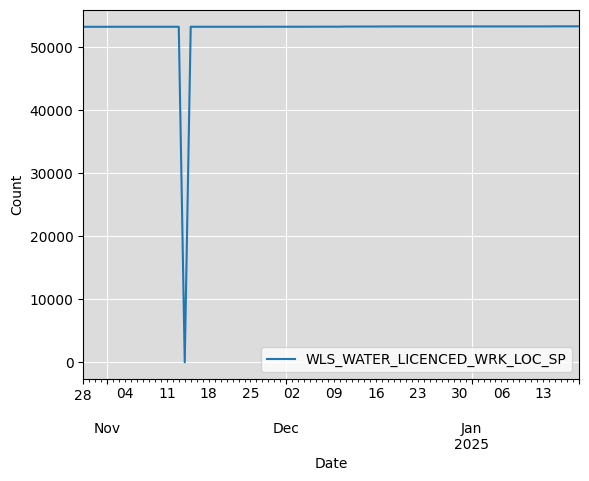 50000
40000
30000
20000
10000
0
Count
WLS_WATER_LICENCED_WRK_LOC_SP
28 04 11 18 25 02 09 16 23 30 06 13
Nov Dec Jan
2025
Date